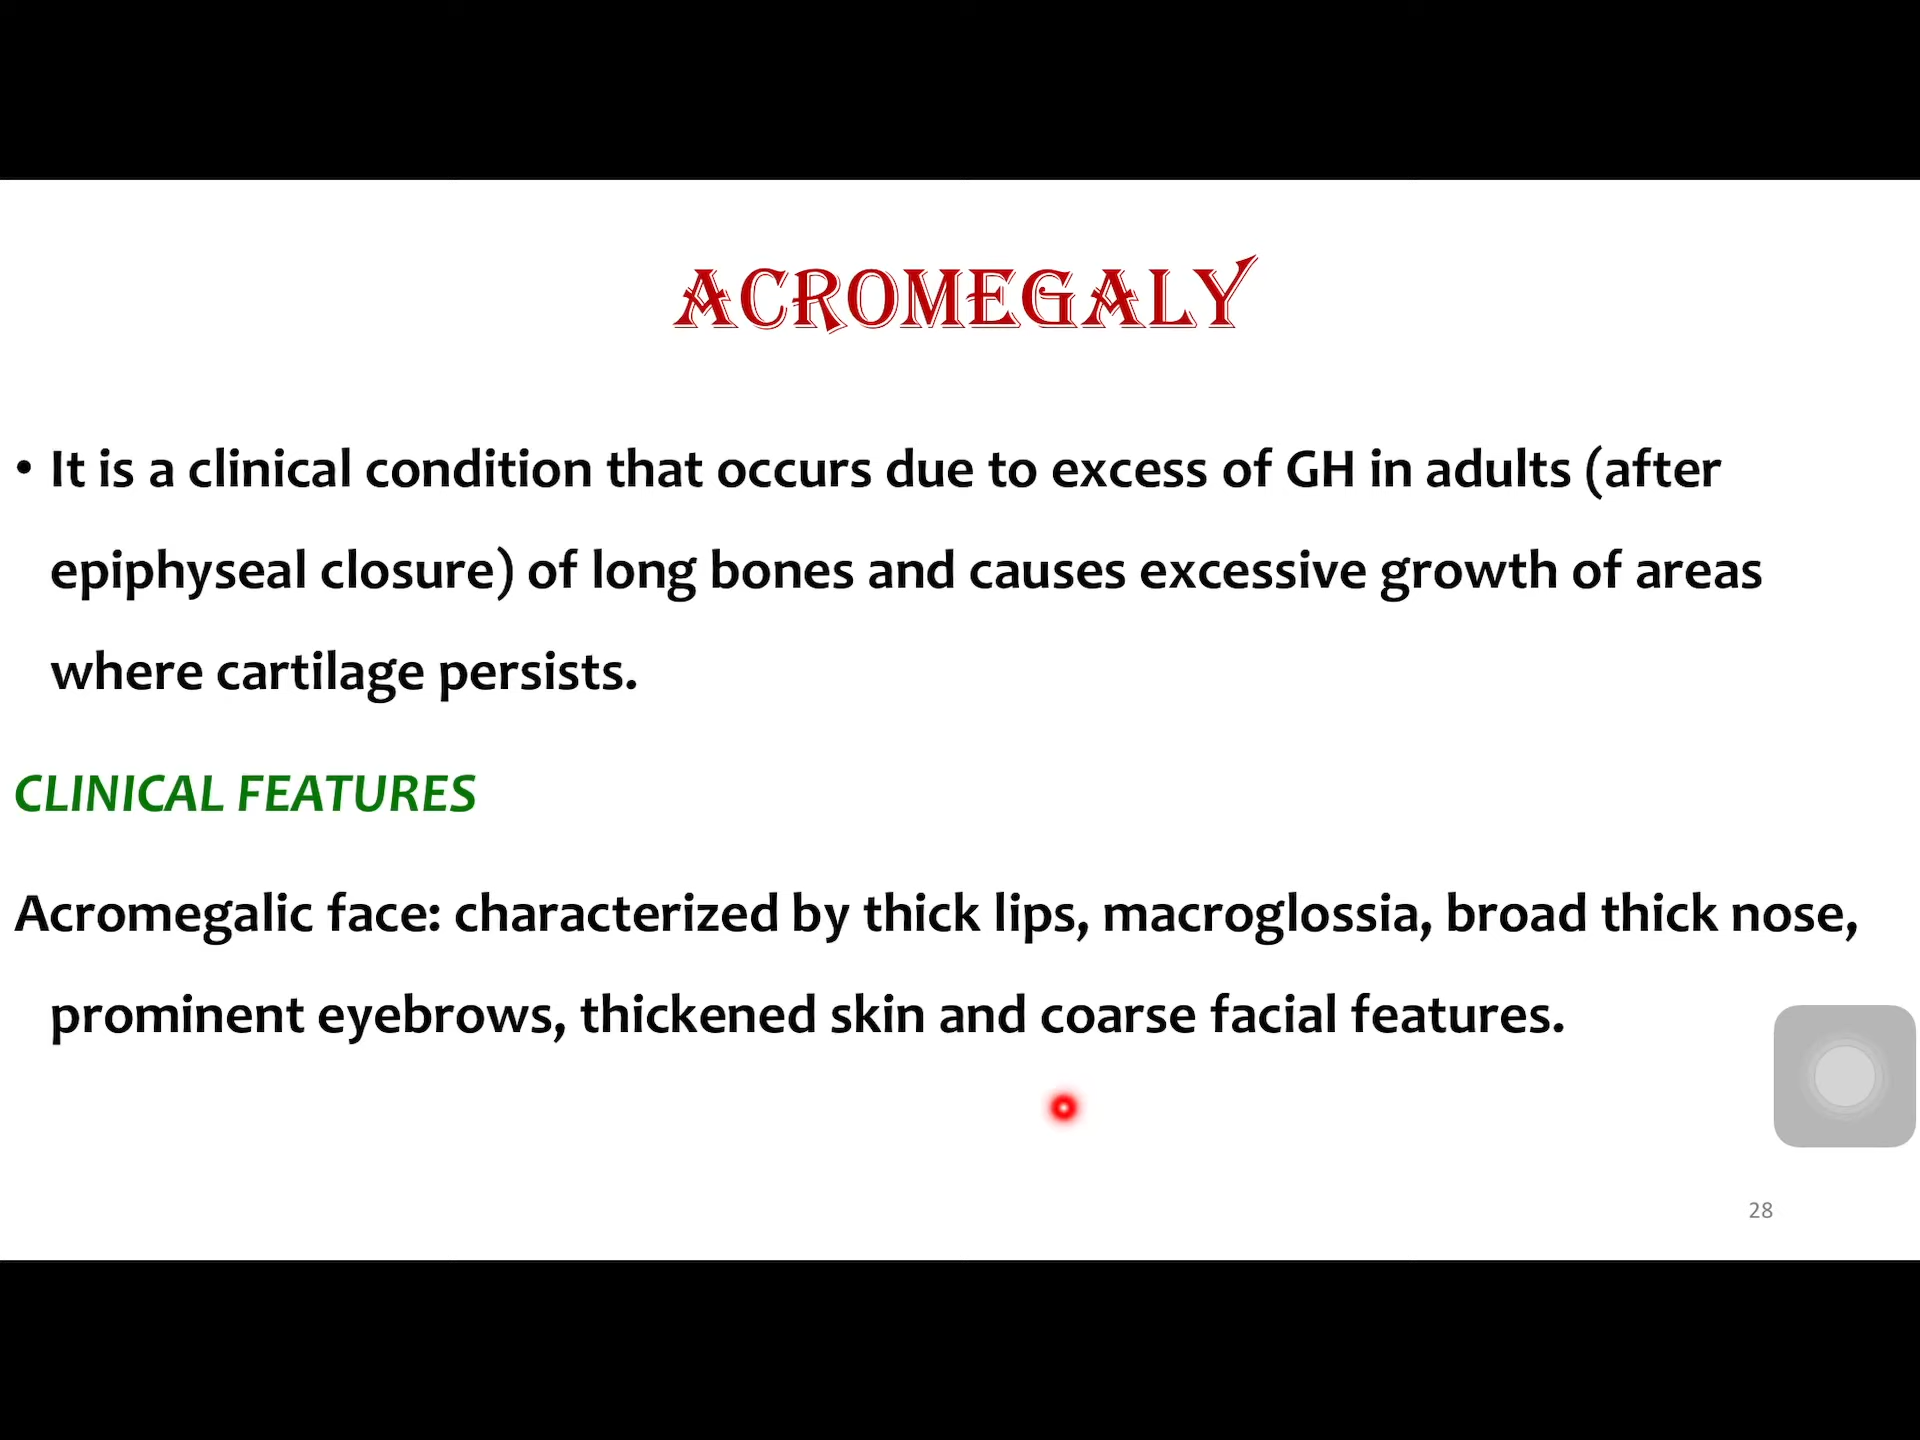 ACROMEGALY
• It is a clinical condition that occurs due to excess of GH in adults (after
epiphyseal closure) of long bones and causes excessive growth of areas
where cartilage persists.
CLINICAL FEATURES
Acromegalic face: characterized by thick lips, macroglossia, broad thick nose,
prominent eyebrows, thickened skin and coarse facial features.
28